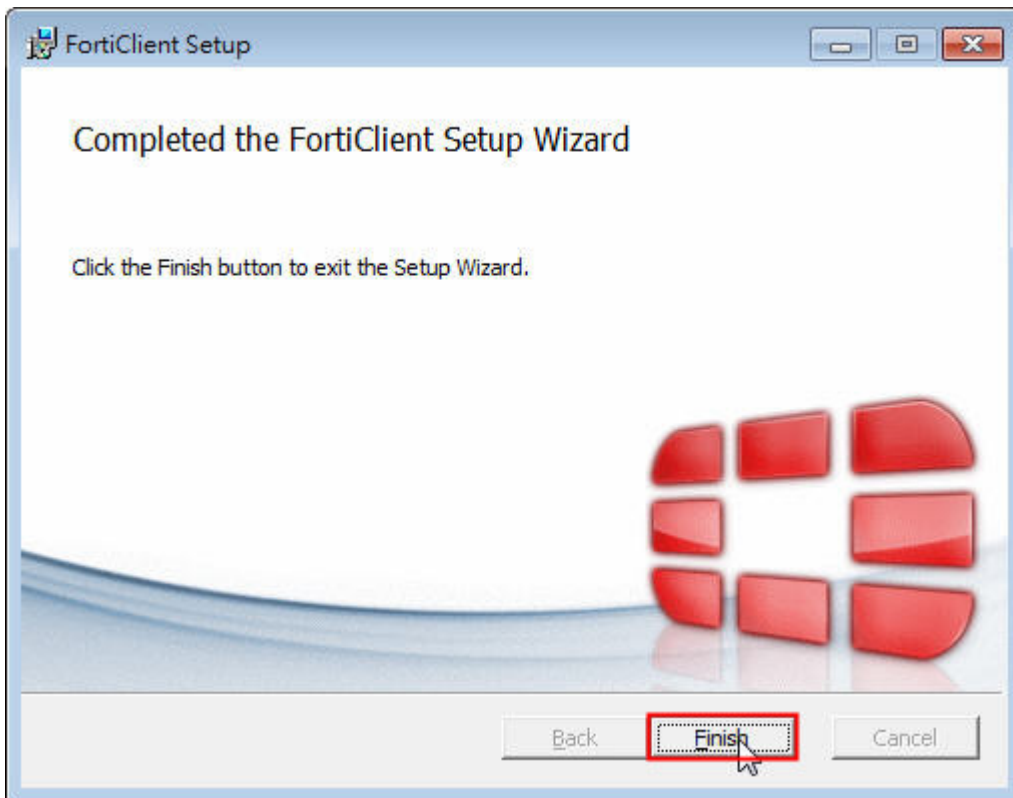 FortiClient Setup
Completed the FortiClient Setup Wizard
Click the Finish button to exit the Setup Wizard.
Back
Finish
Cancel